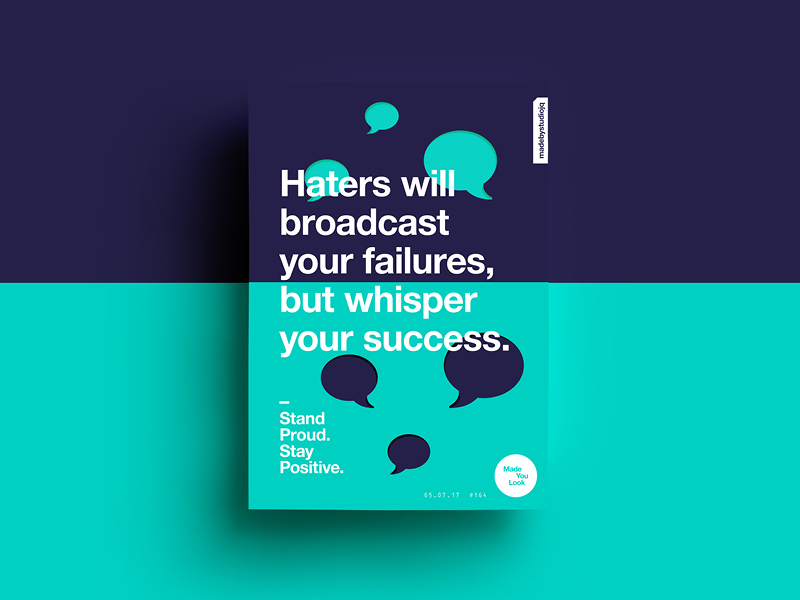 madebystudiojq
Haters will
broadcast
your failures,
but whisper
your success.
–
Stand
Proud.
Stay
Positive.
Made
You
Look
05.07.17 #164